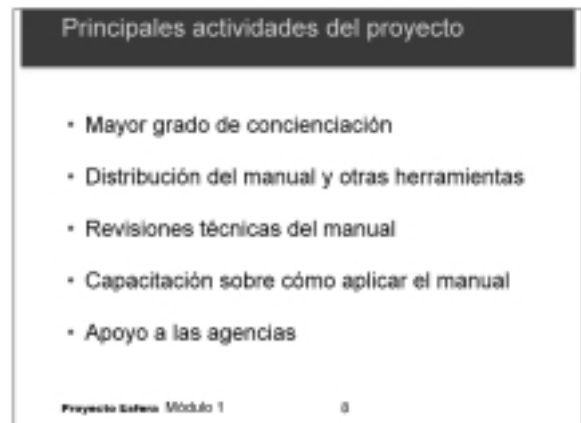 Principales actividades del proyecto
• Mayor grado de concienciación
• Distribución del manual y otras herramientas
• Revisiones técnicas del manual
• Capacitación sobre cómo aplicar el manual
• Apoyo a las agencias
Proyecto Esfera Módulo 1 8